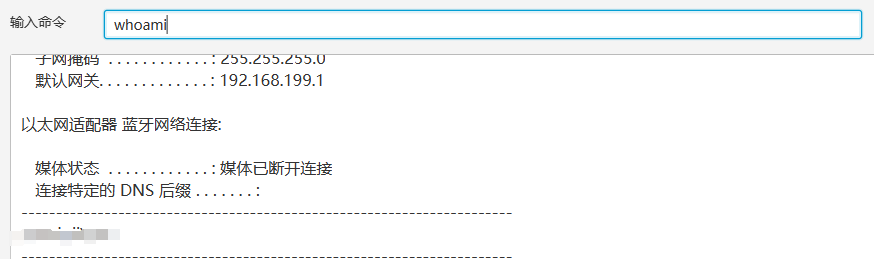 输入命令 whoami
子网掩码 . . . . . . . . . . . . : 255.255.255.0
默认网关. . . . . . . . . . . . . : 192.168.199.1
以太网适配器 蓝牙网络连接:
媒体状态 . . . . . . . . . . . . : 媒体已断开连接
连接特定的 DNS 后缀 . . . . . . . :
-----------------------------------------------------------------------
-----------------------------------------------------------------------